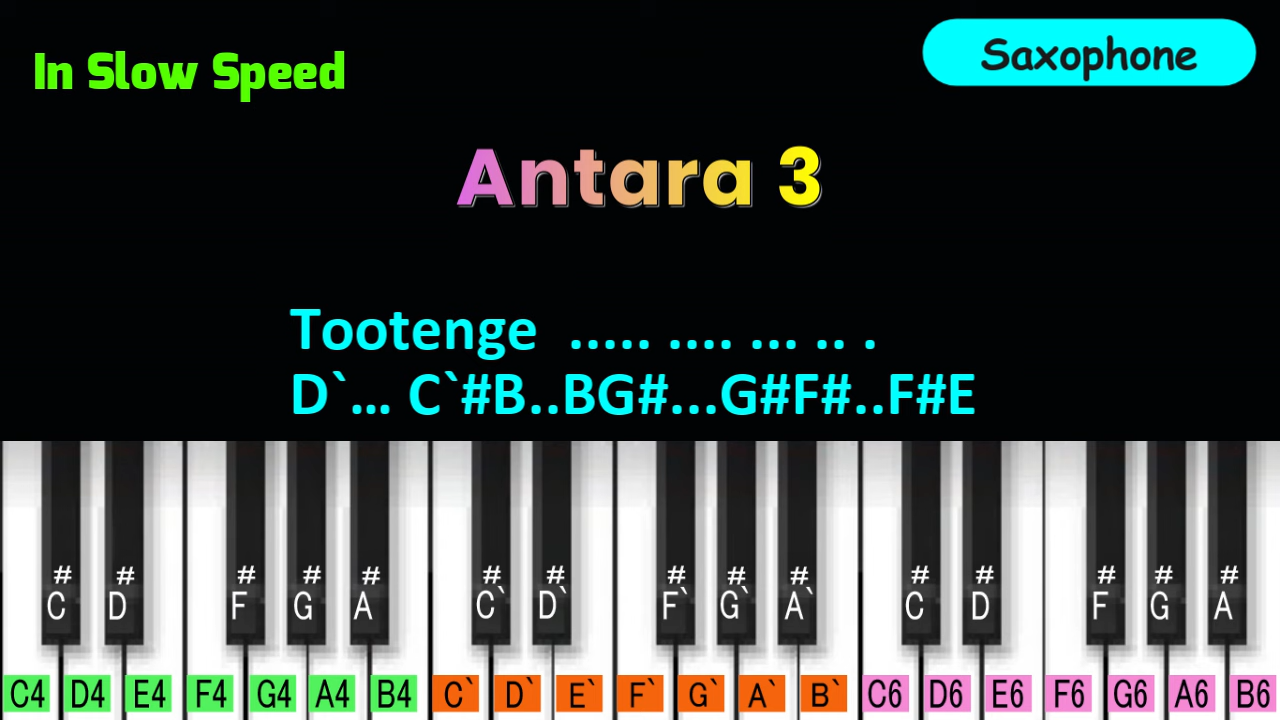 In Slow Speed
Saxophone
Antara 3
Tootenge ..... .... ... .. .
D`... C`#B..BG#...G#F#..F#E
# # # # # # # # # # # # # # #
C D F G A C` D` F` G` A` C D F G A
C4 D4 E4 F4 G4 A4 B4 C` D` E` F` G` A` B` C6 D6 E6 F6 G6 A6 B6